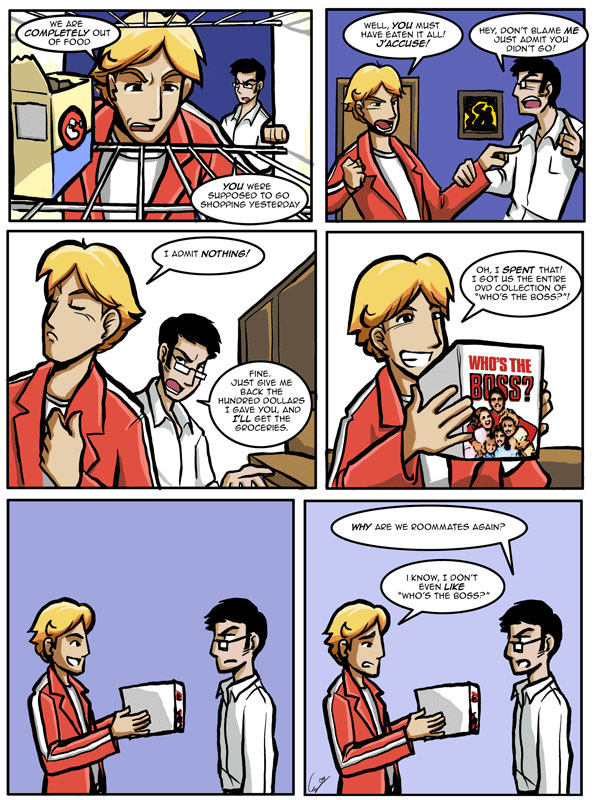 WE ARE
COMPLETELY OUT
OF FOOD
YOU WERE
SUPPOSED TO GO
SHOPPING YESTERDAY
WELL, YOU MUST
HAVE EATEN IT ALL!
J'ACCUSE!
HEY, DON'T BLAME ME
JUST ADMIT YOU
DIDN'T GO!
I ADMIT NOTHING!
FINE.
JUST GIVE ME
BACK THE
HUNDRED DOLLARS
I GAVE YOU, AND
I'LL GET THE
GROCERIES.
OH, I SPENT THAT!
I GOT US THE ENTIRE
DVD COLLECTION OF
"WHO'S THE BOSS?"!
WHO'S THE
BOSS?
WHY ARE WE ROOMMATES AGAIN?
I KNOW, I DON'T
EVEN LIKE
"WHO'S THE BOSS?"